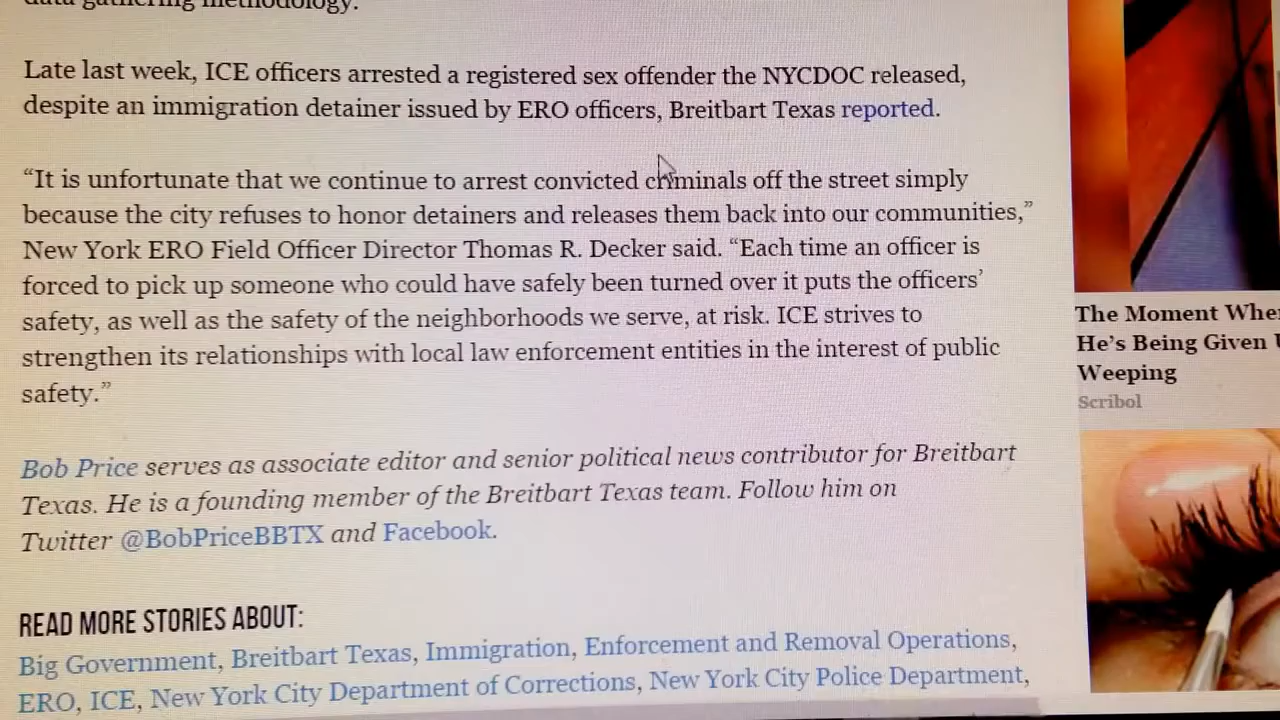 data gathering methodology.
Late last week, ICE officers arrested a registered sex offender the NYCDOC released,
despite an immigration detainer issued by ERO officers, Breitbart Texas reported.
“It is unfortunate that we continue to arrest convicted criminals off the street simply
because the city refuses to honor detainers and releases them back into our communities,”
New York ERO Field Officer Director Thomas R. Decker said. “Each time an officer is
forced to pick up someone who could have safely been turned over it puts the officers’
safety, as well as the safety of the neighborhoods we serve, at risk. ICE strives to
strengthen its relationships with local law enforcement entities in the interest of public
safety.”
Bob Price serves as associate editor and senior political news contributor for Breitbart
Texas. He is a founding member of the Breitbart Texas team. Follow him on
Twitter @BobPriceBBTX and Facebook.
READ MORE STORIES ABOUT:
Big Government, Breitbart Texas, Immigration, Enforcement and Removal Operations,
ERO, ICE, New York City Department of Corrections, New York City Police Department,
The Moment Whe
He’s Being Given
Weeping
Scribol